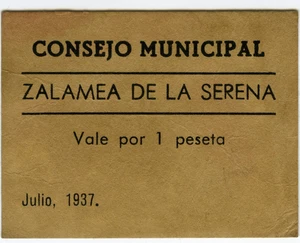 CONSEJO MUNICIPAL
ZALAMEA DE LA SERENA
Vale por 1 peseta
Julio, 1937.